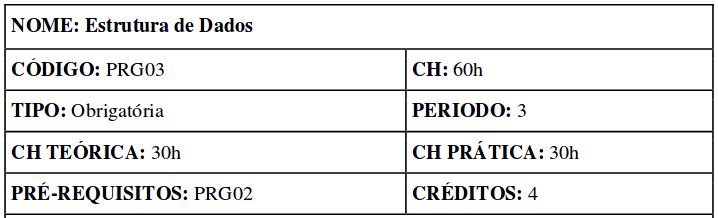 NOME: Estrutura de Dados
CÓDIGO: PRG03 CH: 60h
TIPO: Obrigatória PERIODO: 3
CH TEÓRICA: 30h CH PRÁTICA: 30h
PRÉ-REQUISITOS: PRG02 CRÉDITOS: 4